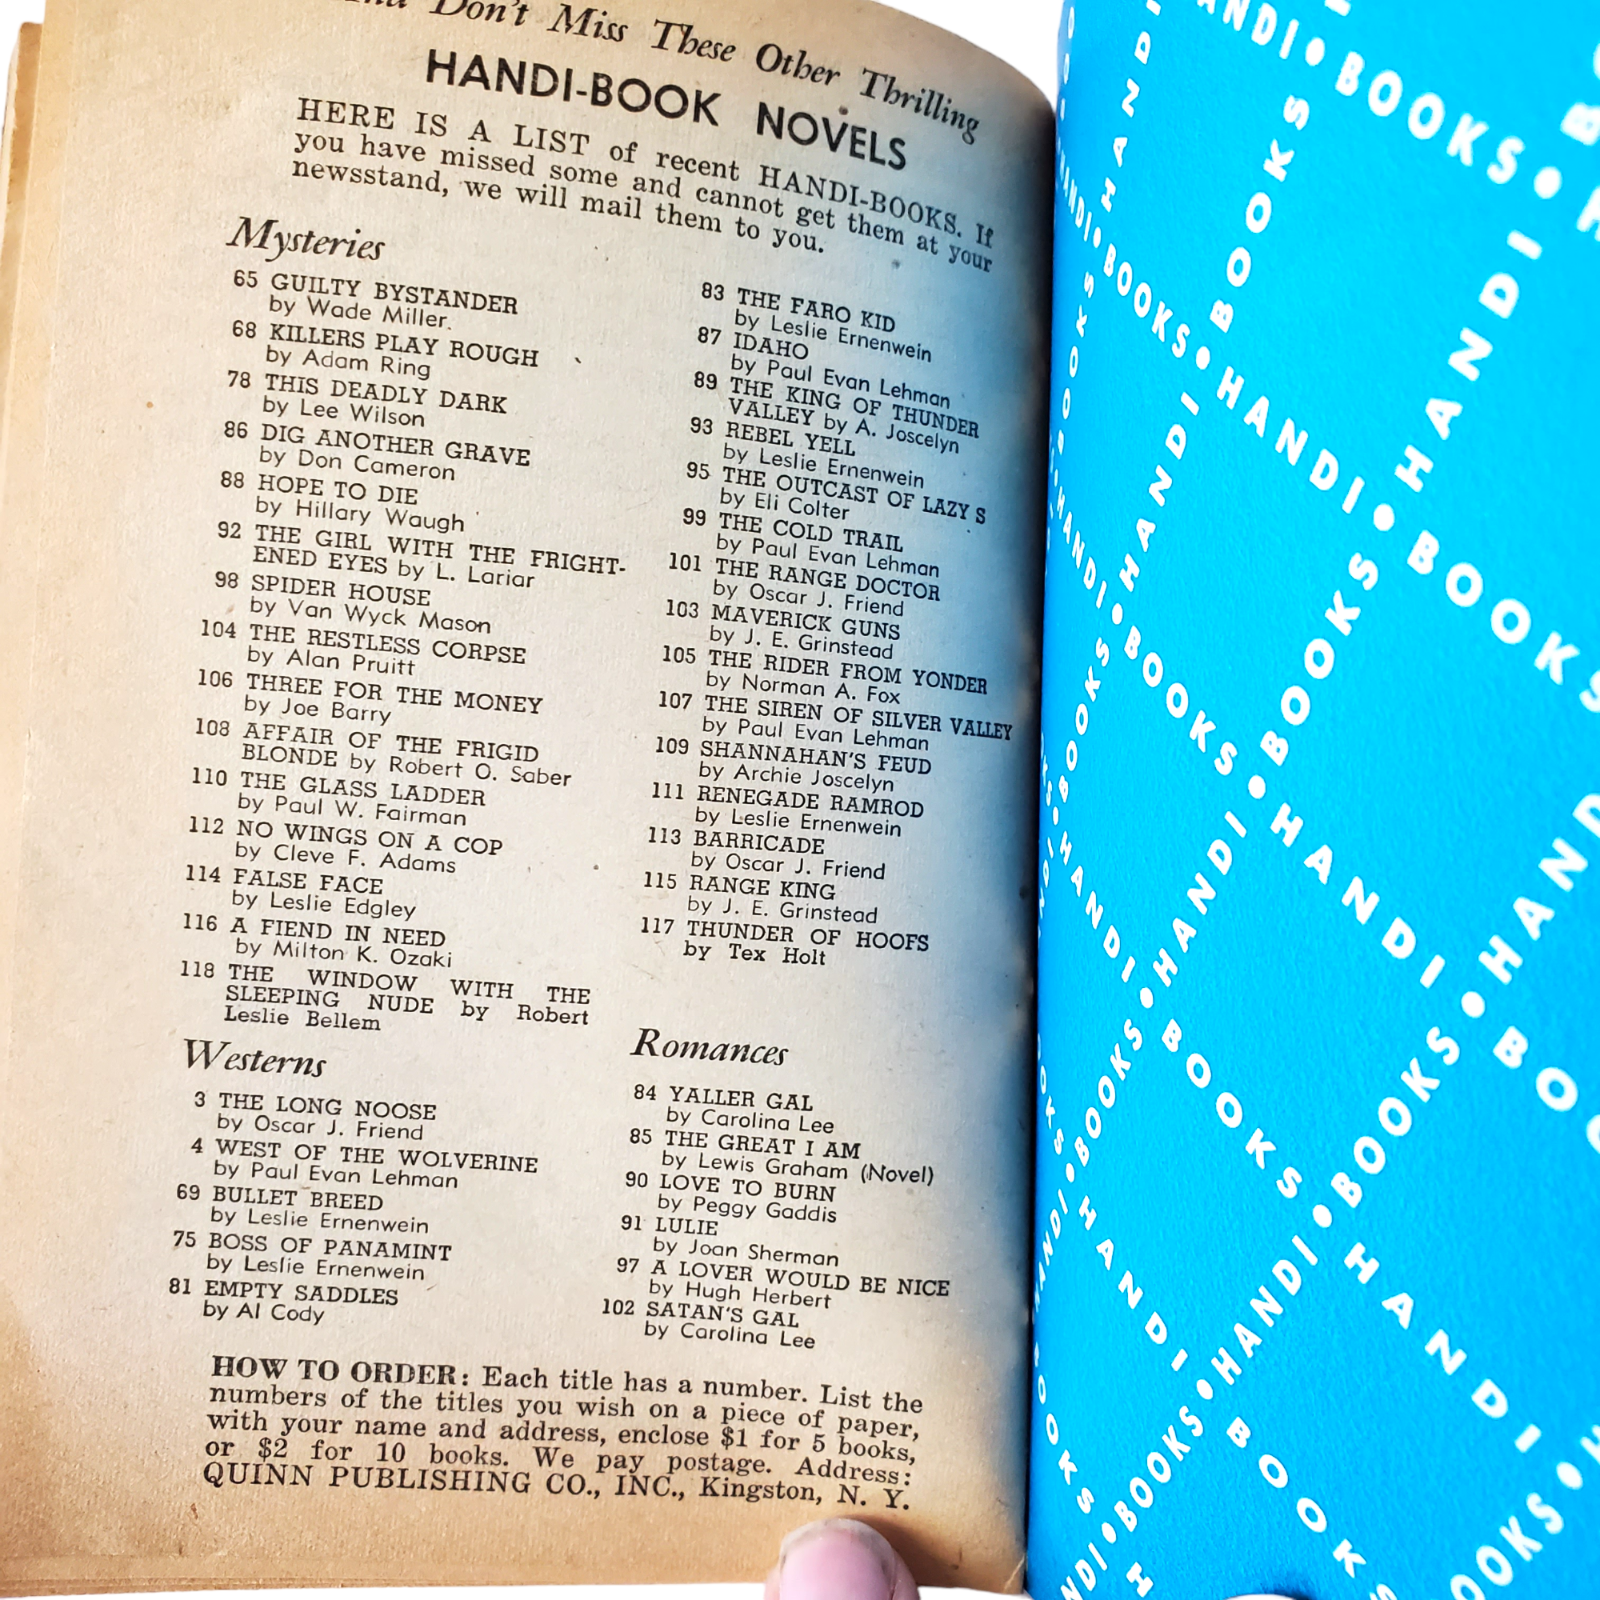 Don't Miss These Other Thrilling
HANDI-BOOK NOVELS
HERE IS A LIST of recent HANDI-BOOKS. If
you have missed some and cannot get them at your
newsstand, we will mail them to you.
Mysteries
65 GUILTY BYSTANDER
by Wade Miller.
68 KILLERS PLAY ROUGH
by Adam Ring
78 THIS DEADLY DARK
by Lee Wilson
86 DIG ANOTHER GRAVE
by Don Cameron
88 HOPE TO DIE
by Hillary Waugh
92 THE GIRL WITH THE FRIGHT-
ENED EYES by L. Lariar
98 SPIDER HOUSE
by Van Wyck Mason
104 THE RESTLESS CORPSE
by Alan Pruitt
106 THREE FOR THE MONEY
by Joe Barry
108 AFFAIR OF THE FRIGID
BLONDE by Robert O. Saber
110 THE GLASS LADDER
by Paul W. Fairman
112 NO WINGS ON A COP
by Cleve F. Adams
114 FALSE FACE
by Leslie Edgley
116 A FIEND IN NEED
by Milton K. Ozaki
118 THE WINDOW WITH THE
SLEEPING NUDE by Robert
Leslie Bellem
Westerns
3 THE LONG NOOSE
by Oscar J. Friend
4 WEST OF THE WOLVERINE
by Paul Evan Lehman
69 BULLET BREED
by Leslie Ernenwein
75 BOSS OF PANAMINT
by Leslie Ernenwein
81 EMPTY SADDLES
by Al Cody
83 THE FARO KID
by Leslie Ernenwein
87 IDAHO
by Paul Evan Lehman
89 THE KING OF THUNDER
VALLEY by A. Joscelyn
93 REBEL YELL
by Leslie Ernenwein
95 THE OUTCAST OF LAZY S
by Eli Colter
99 THE COLD TRAIL
by Paul Evan Lehman
101 THE RANGE DOCTOR
by Oscar J. Friend
103 MAVERICK GUNS
by J. E. Grinstead
105 THE RIDER FROM YONDER
by Norman A. Fox
107 THE SIREN OF SILVER VALLEY
by Paul Evan Lehman
109 SHANNAHAN'S FEUD
by Archie Joscelyn
111 RENEGADE RAMROD
by Leslie Ernenwein
113 BARRICADE
by Oscar J. Friend
115 RANGE KING
by J. E. Grinstead
117 THUNDER OF HOOFS
by Tex Holt
Romances
84 YALLER GAL
by Carolina Lee
85 THE GREAT I AM
by Lewis Graham (Novel)
90 LOVE TO BURN
by Peggy Gaddis
91 LULIE
by Joan Sherman
97 A LOVER WOULD BE NICE
by Hugh Herbert
102 SATAN'S GAL
by Carolina Lee
HOW TO ORDER: Each title has a number. List the
numbers of the titles you wish on a piece of paper,
with your name and address, enclose $1 for 5 books,
or $2 for 10 books. We pay postage. Address:
QUINN PUBLISHING CO., INC., Kingston, N. Y.
HANDI • BOOKS •
HANDI • BOOKS • HANDI • BOOKS
HANDI • BOOKS • HANDI • BOOKS
HANDI • BOOKS • HANDI
BOOKS • HANDI • BOOKS • HANDI
BOOKS • HANDI • BOOKS • HANDI